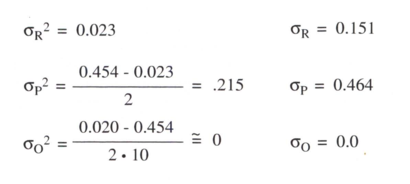 σR² = 0.023 σR = 0.151
σP² = 0.454 - 0.023 / 2 = .215 σP = 0.464
σO² = 0.020 - 0.454 / 2 • 10 ≅ 0 σO = 0.0